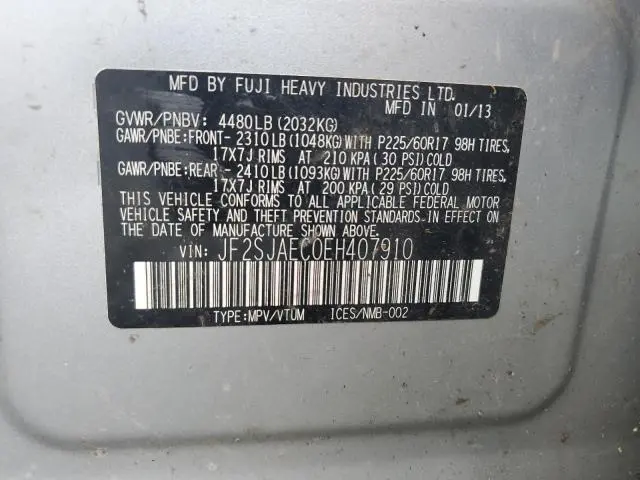 MFD BY FUJI HEAVY INDUSTRIES LTD.
MFD IN 01/13
GVWR/PNBV: 4480LB (2032KG)
GAWR/PNBE:FRONT- 2310LB (1048KG) WITH P225/60R17 98H TIRES,
17X7J RIMS AT 210 KPA (30 PSI) COLD
GAWR/PNBE:REAR - 2410LB (1093KG) WITH P225/60R17 98H TIRES,
17X7J RIMS AT 200 KPA (29 PSI) COLD
THIS VEHICLE CONFORMS TO ALL APPLICABLE FEDERAL MOTOR
VEHICLE SAFETY AND THEFT PREVENTION STANDARDS IN EFFECT ON
THE DATE OF MANUFACTURE SHOWN ABOVE.
VIN: JF2SJAEC0EH407910
TYPE:MPV/VTUM ICES/NMB-002